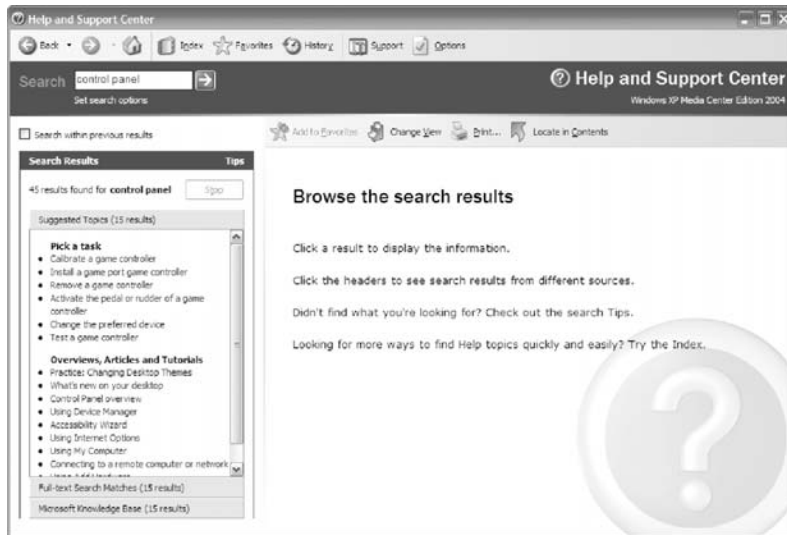 Help and Support Center
Back
Index
Favorites
History
Support
Options
Search
control panel
Set search options
Help and Support Center
Windows XP Media Center Edition 2004
Search within previous results
Add to Favorites
Change View
Print...
Locate in Contents
Search Results
Tips
45 results found for control panel
Stop
Suggested Topics (15 results)
Pick a task
Calibrate a game controller
Install a game port game controller
Remove a game controller
Activate the pedal or rudder of a game
controller
Change the preferred device
Test a game controller
Overviews, Articles and Tutorials
Practice: Changing Desktop Themes
What's new on your desktop
Control Panel overview
Using Device Manager
Accessibility Wizard
Using Internet Options
Using My Computer
Connecting to a remote computer or network
Using Add Hardware
Full-text Search Matches (15 results)
Microsoft Knowledge Base (15 results)
Browse the search results
Click a result to display the information.
Click the headers to see search results from different sources.
Didn't find what you're looking for? Check out the search Tips.
Looking for more ways to find Help topics quickly and easily? Try the Index.